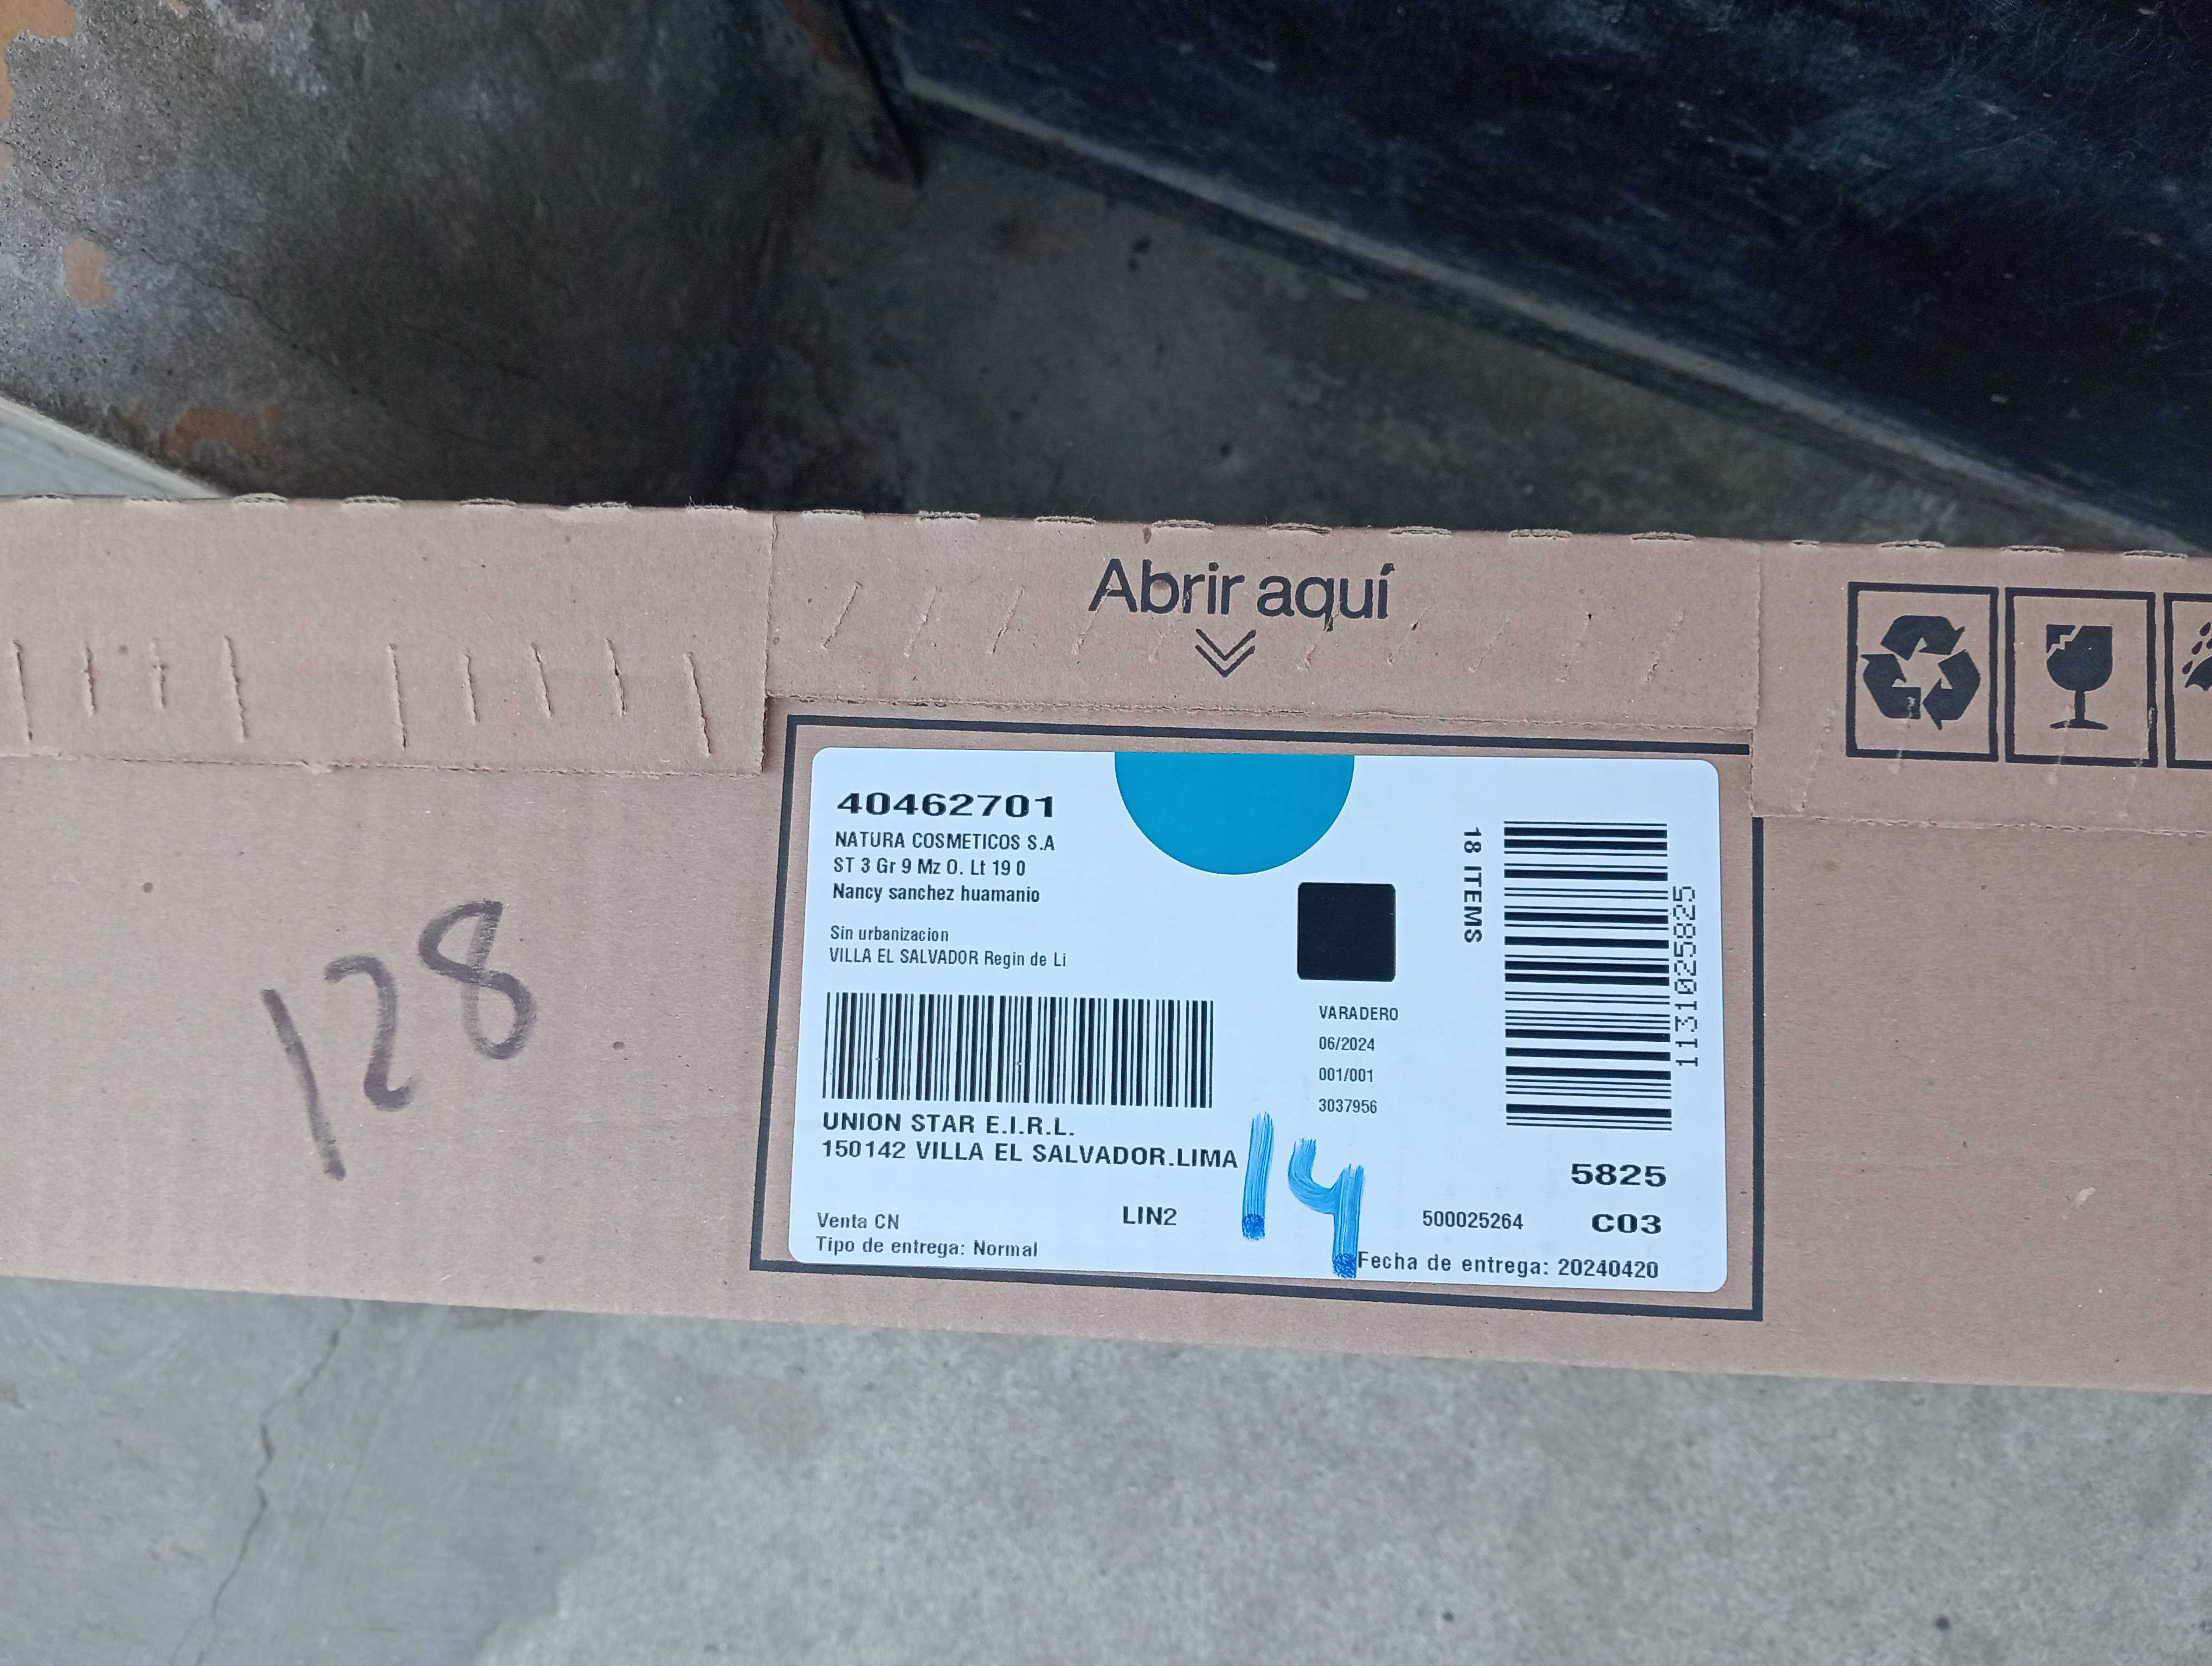 Abrir aquí
40462701
NATURA COSMETICOS S.A
ST 3 Gr 9 Mz O. Lt 19 0
Nancy sanchez huamanio
Sin urbanizacion
VILLA EL SALVADOR Regin de Li
18 ITEMS
1131025825
VARADERO
06/2024
001/001
3037956
UNION STAR E.I.R.L.
150142 VILLA EL SALVADOR.LIMA
14
5825
Venta CN
LIN2
500025264
C03
Tipo de entrega: Normal
Fecha de entrega: 20240420
128